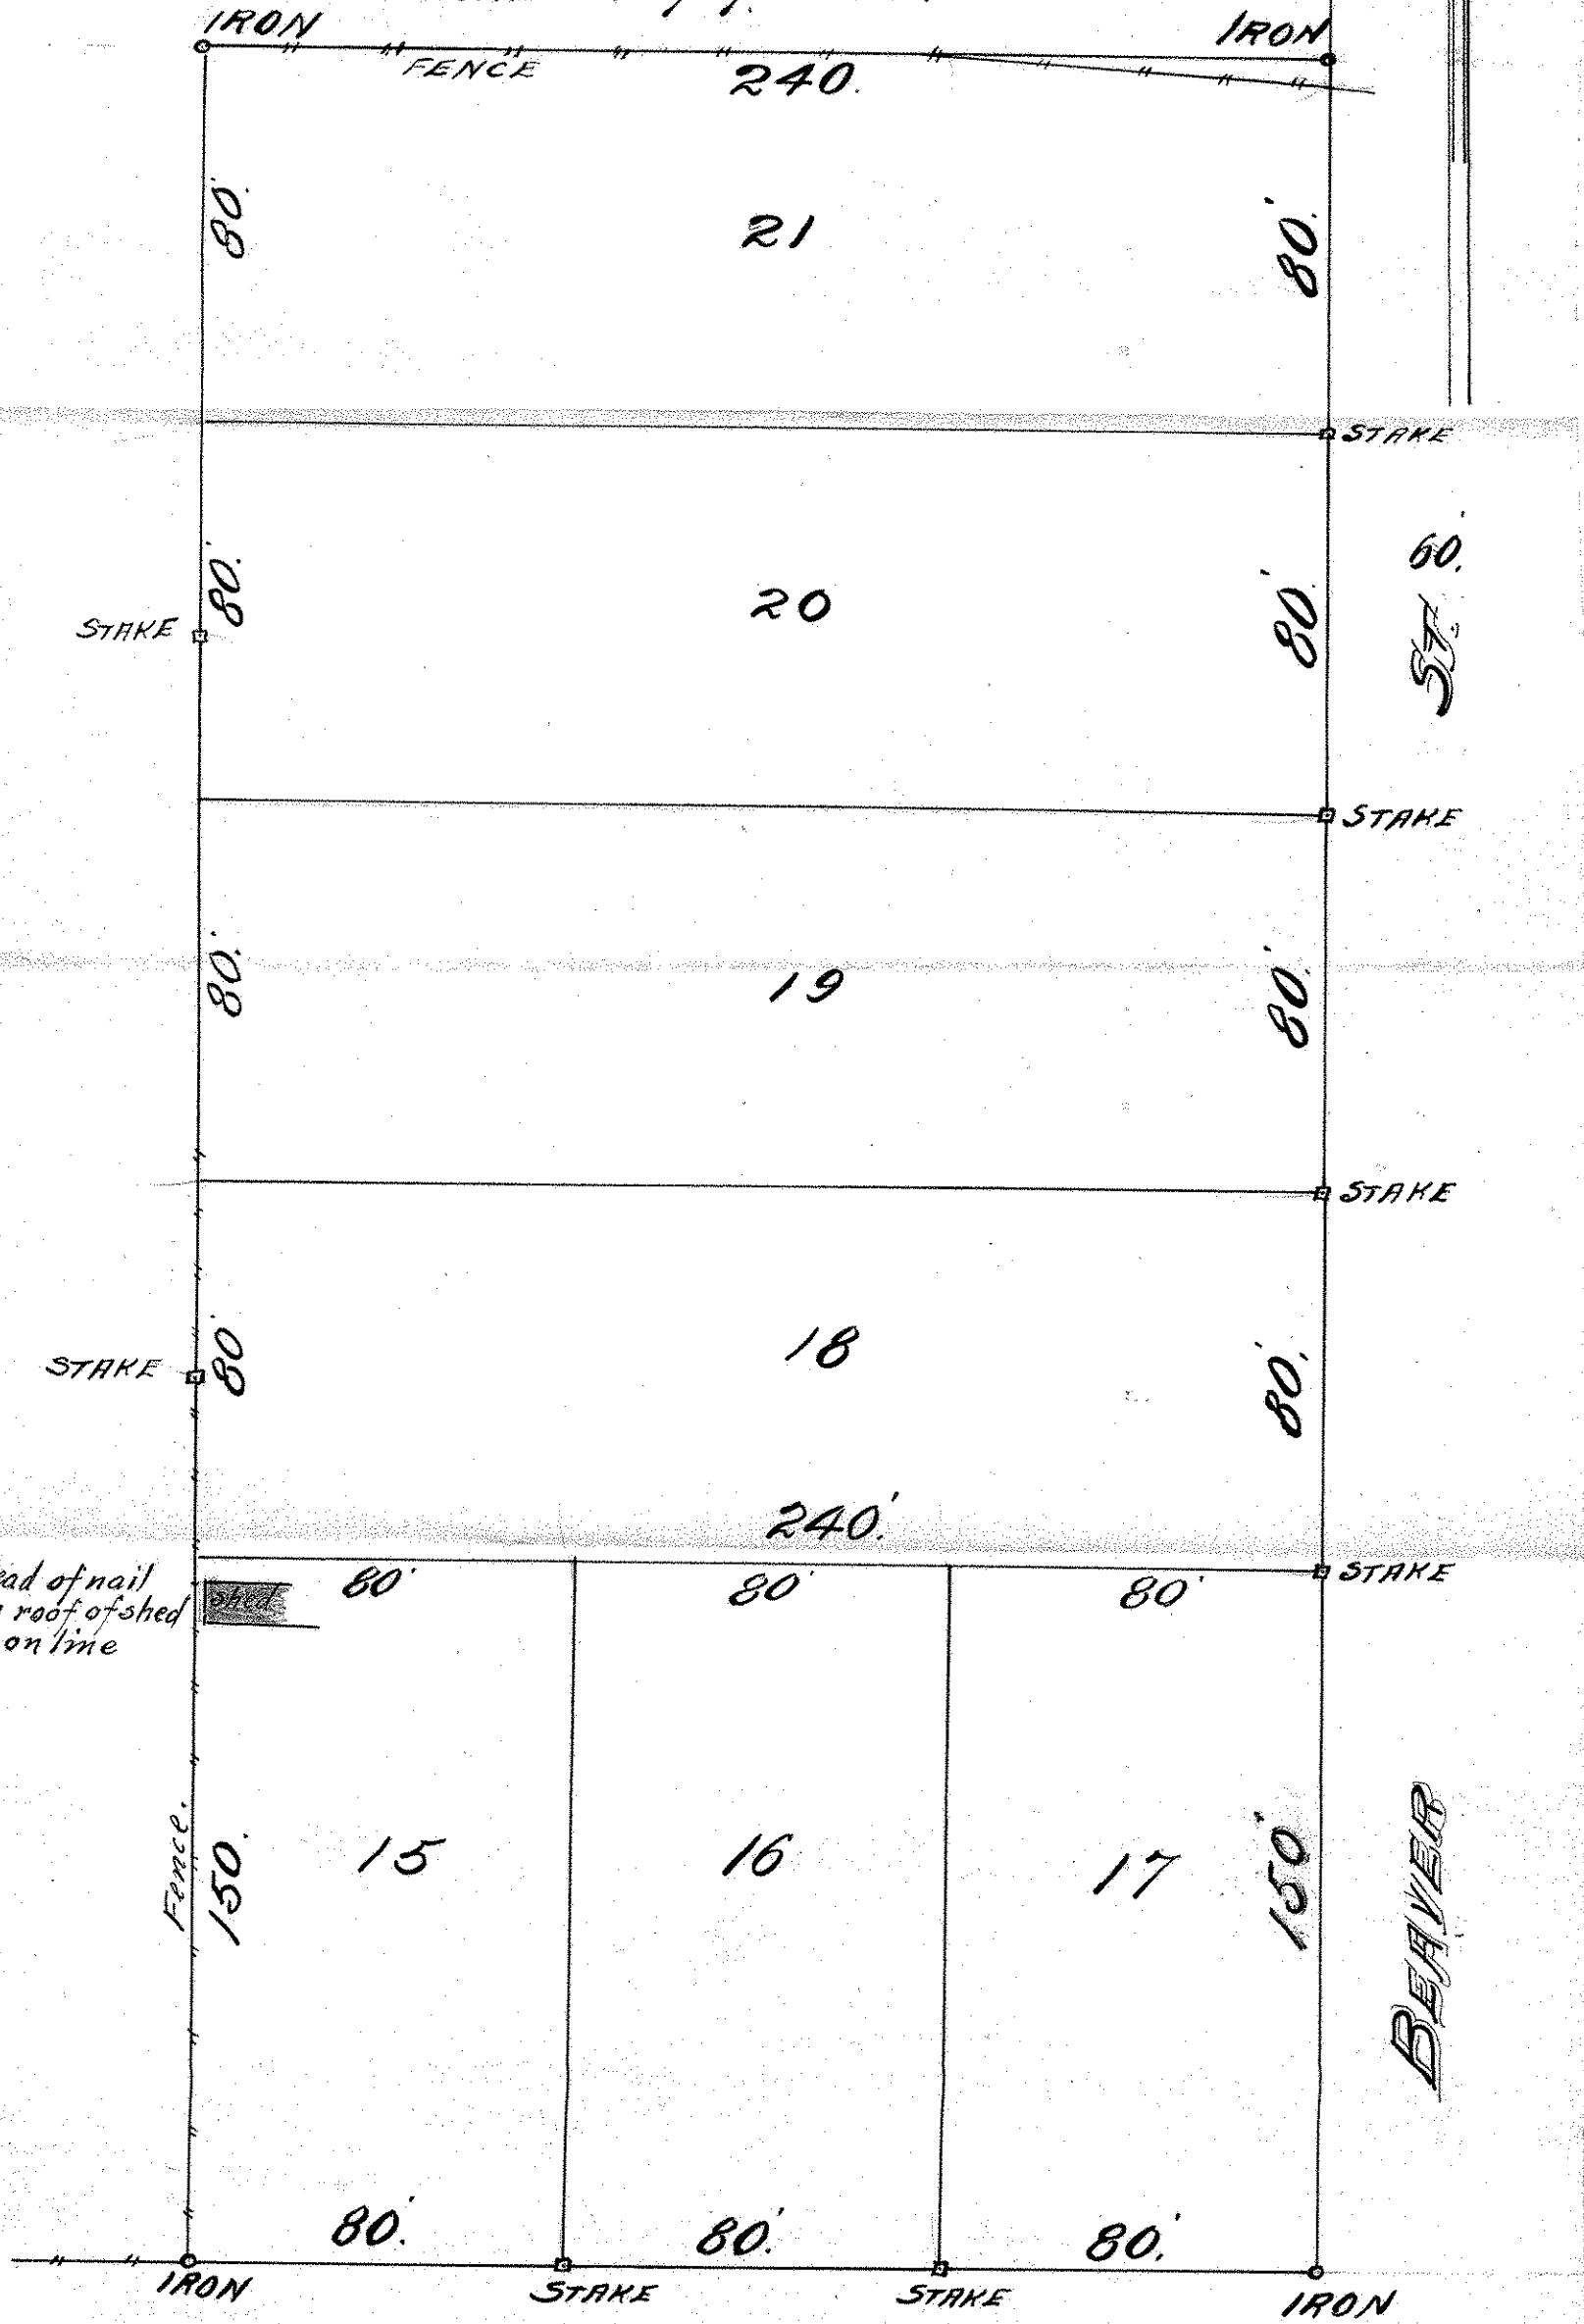 IRON
IRON
FENCE
240.
80.'
21
80.'
STAKE
60.'
80.'
20
80.'
STAKE
ST.
STAKE
80.'
19
80.'
STAKE
80'
18
80.'
STAKE
240.'
STAKE
of nail
roof of shed
on line
shed
80'
80'
80'
Fence.
150.
15
16
17
150.'
BEAVER
80.'
80.'
80.'
IRON
STAKE
STAKE
IRON